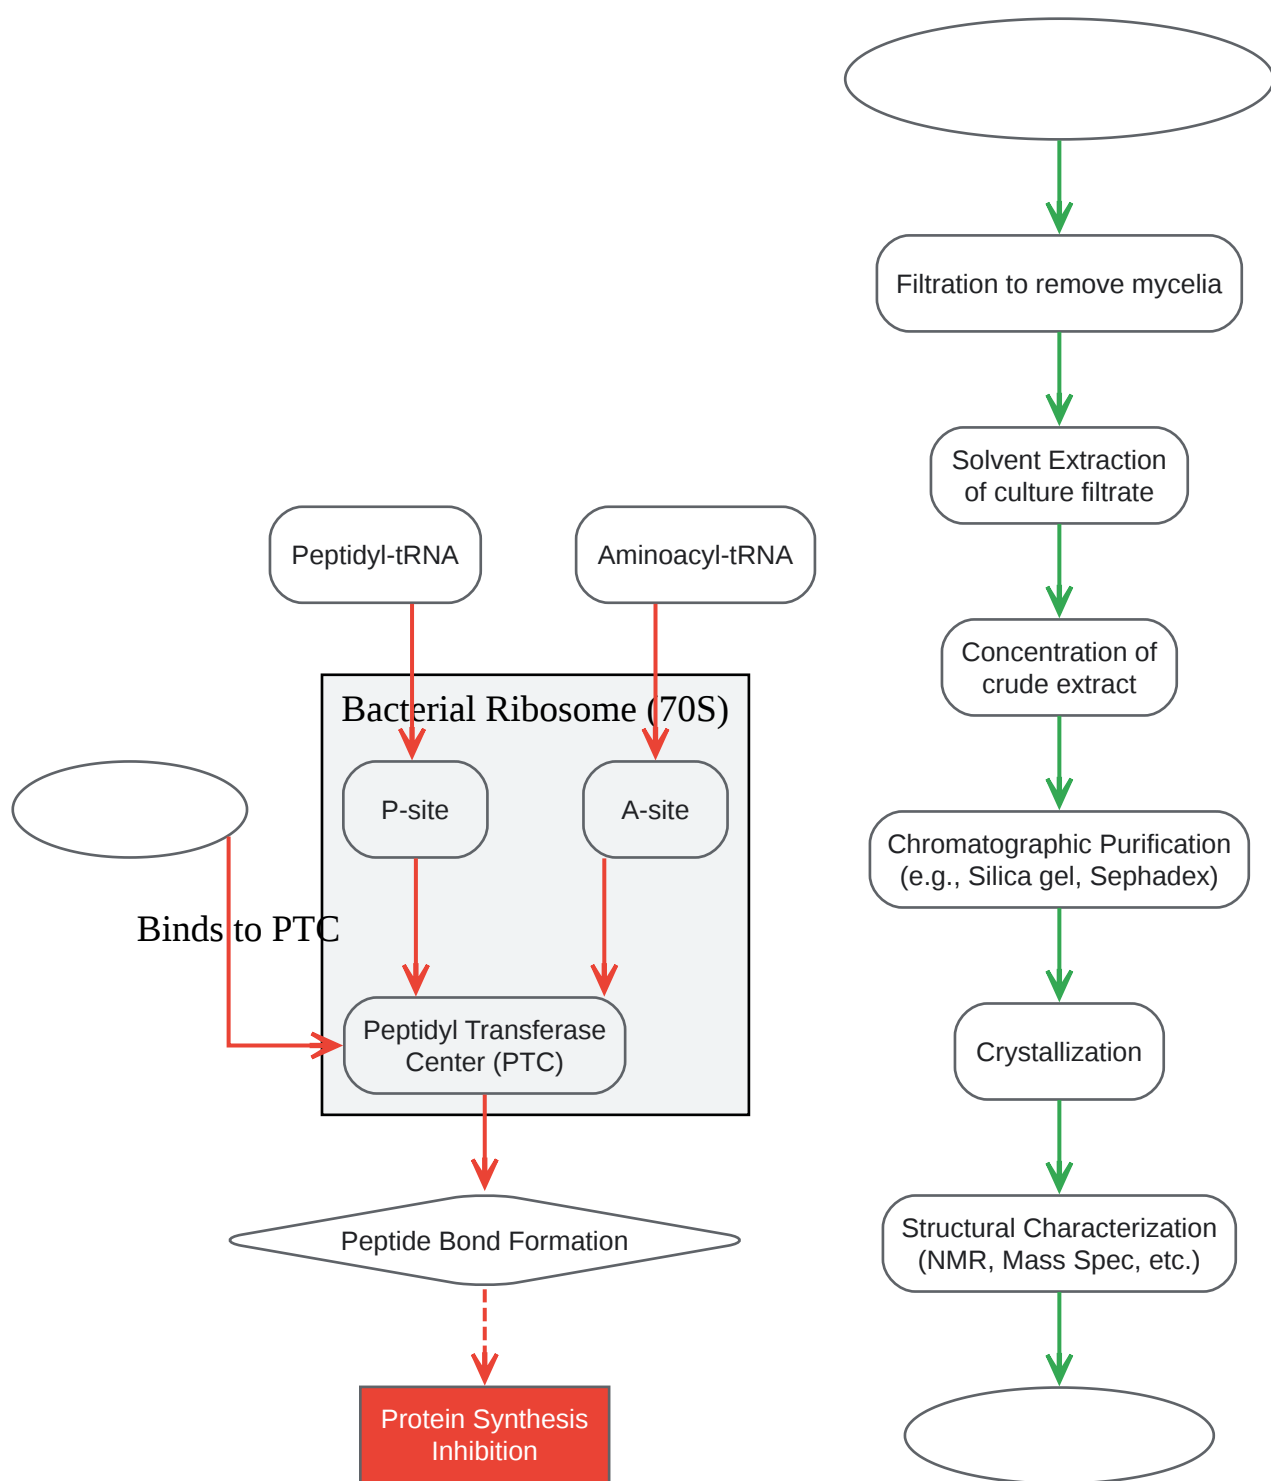 Peptidyl-tRNA
Aminoacyl-tRNA
Bacterial Ribosome (70S)
P-site
A-site
Binds to PTC
Peptidyl Transferase
Center (PTC)
Peptide Bond Formation
Protein Synthesis
Inhibition
Filtration to remove mycelia
Solvent Extraction
of culture filtrate
Concentration of
crude extract
Chromatographic Purification
(e.g., Silica gel, Sephadex)
Crystallization
Structural Characterization
(NMR, Mass Spec, etc.)